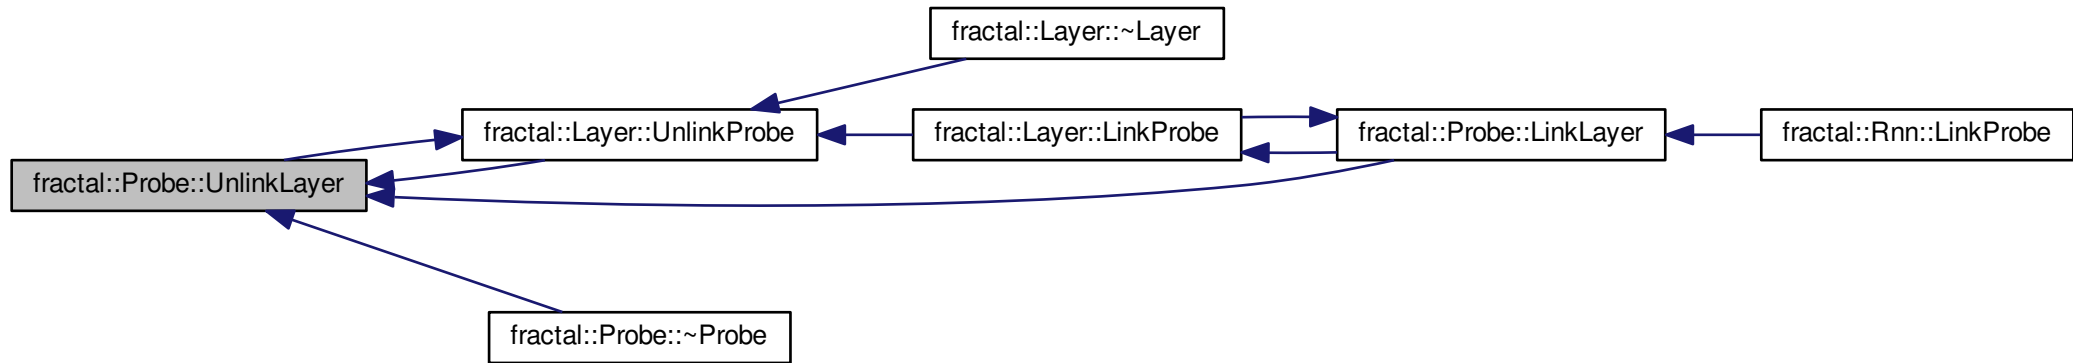 fractal::Layer::~Layer
fractal::Layer::UnlinkProbe
fractal::Layer::LinkProbe
fractal::Probe::LinkLayer
fractal::Rnn::LinkProbe
fractal::Probe::UnlinkLayer
fractal::Probe::~Probe